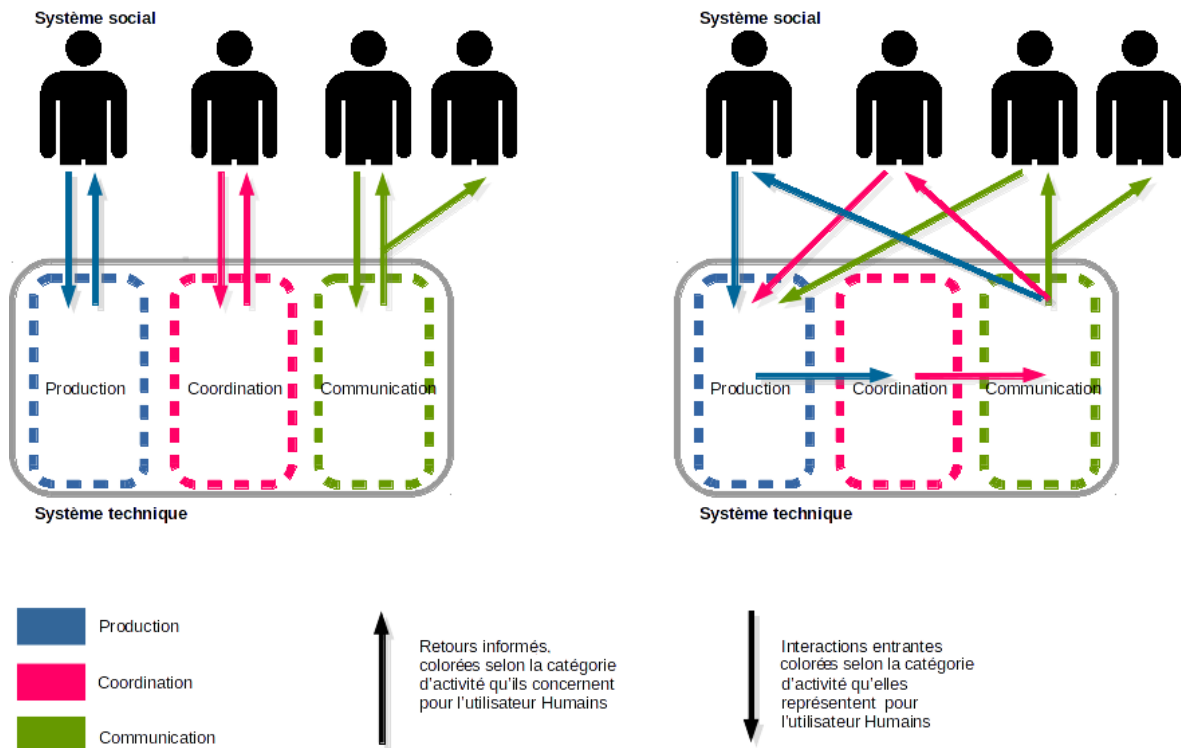 Système social
Production
Coordination
Communication
Système technique
Système social
Production
Coordination
Communication
Système technique
Production
Coordination
Communication
Retours informés,
colorées selon la catégorie
d'activité qu'ils concernent
pour l'utilisateur Humains
Interactions entrantes
colorées selon la catégorie
d'activité qu'elles
représentent pour
l'utilisateur Humains